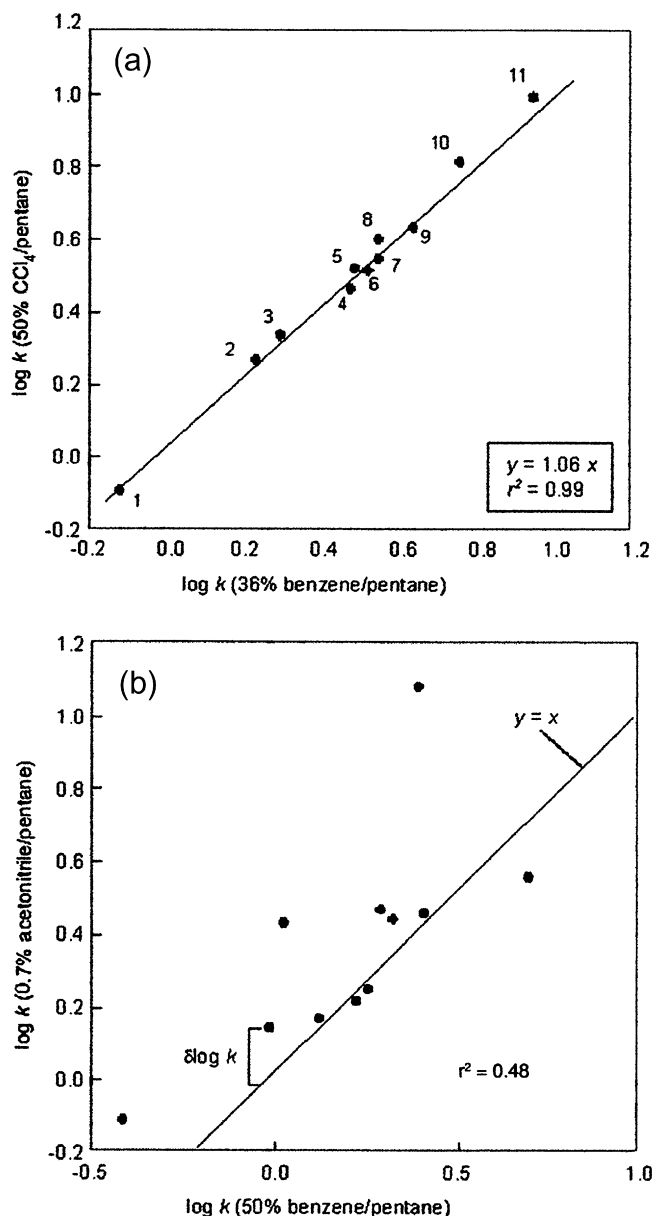 (a)
1.2
1.0
0.8
0.6
0.4
0.2
0.0
-0.2
log k (50% CCl4/pentane)
11
10
9
8
7
6
5
4
3
2
1
y = 1.06 x
r² = 0.99
-0.2 0.0 0.2 0.4 0.6 0.8 1.0 1.2
log k (36% benzene/pentane)
(b)
1.2
1.0
0.8
0.6
0.4
0.2
0.0
-0.2
log k (0.7% acetonitrile/pentane)
y = x
δlog k
r² = 0.48
-0.5 0.0 0.5 1.0
log k (50% benzene/pentane)